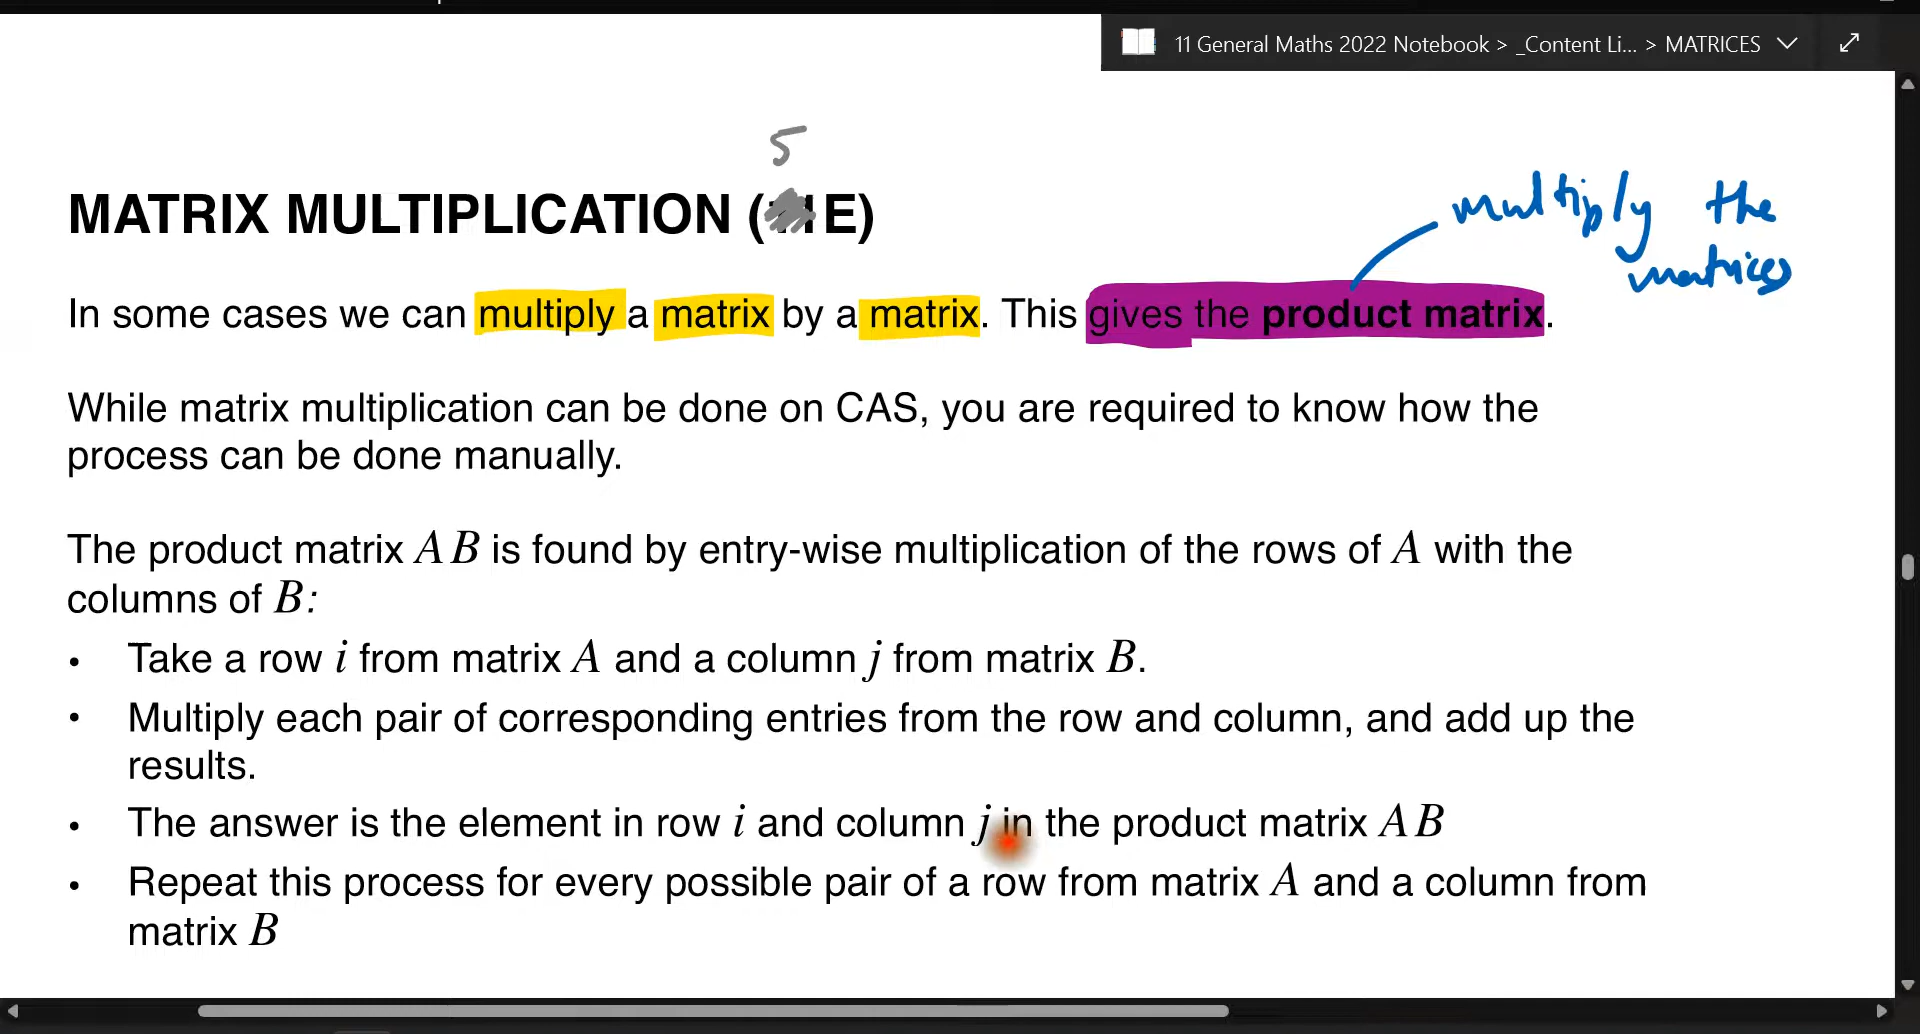 11 General Maths 2022 Notebook > _Content Li... > MATRICES
5
MATRIX MULTIPLICATION ( E)
multiply the
matrices
In some cases we can multiply a matrix by a matrix. This gives the product matrix.
While matrix multiplication can be done on CAS, you are required to know how the
process can be done manually.
The product matrix AB is found by entry-wise multiplication of the rows of A with the
columns of B:
• Take a row i from matrix A and a column j from matrix B.
• Multiply each pair of corresponding entries from the row and column, and add up the
results.
• The answer is the element in row i and column j in the product matrix AB
• Repeat this process for every possible pair of a row from matrix A and a column from
matrix B